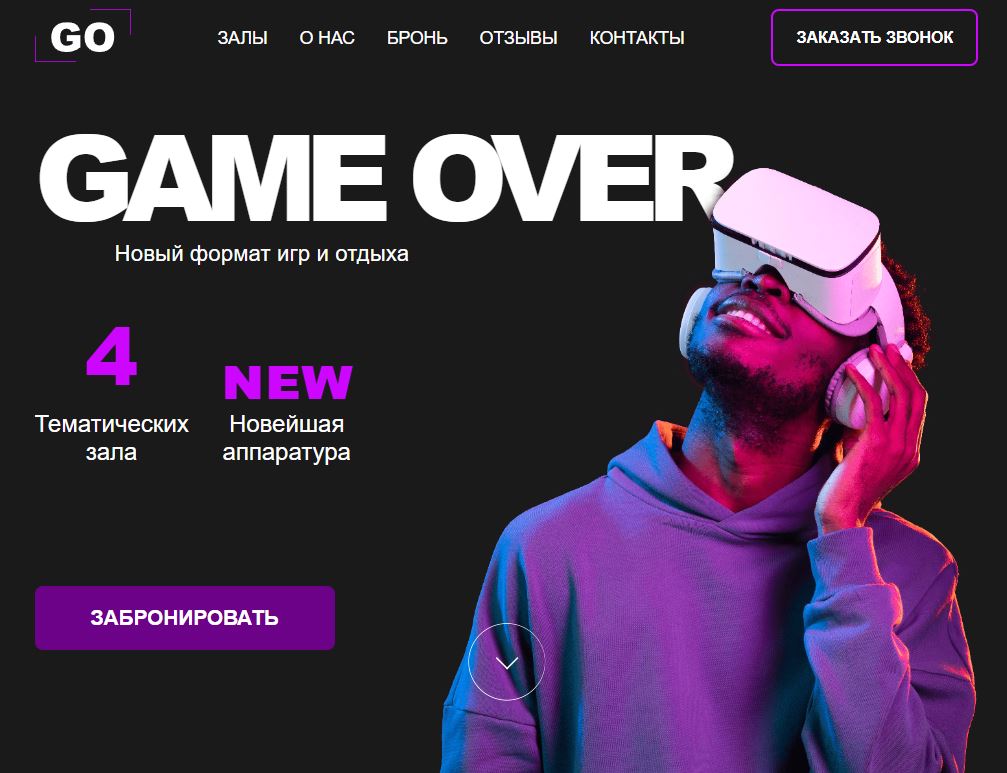 GO
ЗАЛЫ
О НАС
БРОНЬ
ОТЗЫВЫ
КОНТАКТЫ
ЗАКАЗАТЬ ЗВОНОК
GAME OVER
Новый формат игр и отдыха
4
Тематических
зала
NEW
Новейшая
аппаратура
ЗАБРОНИРОВАТЬ